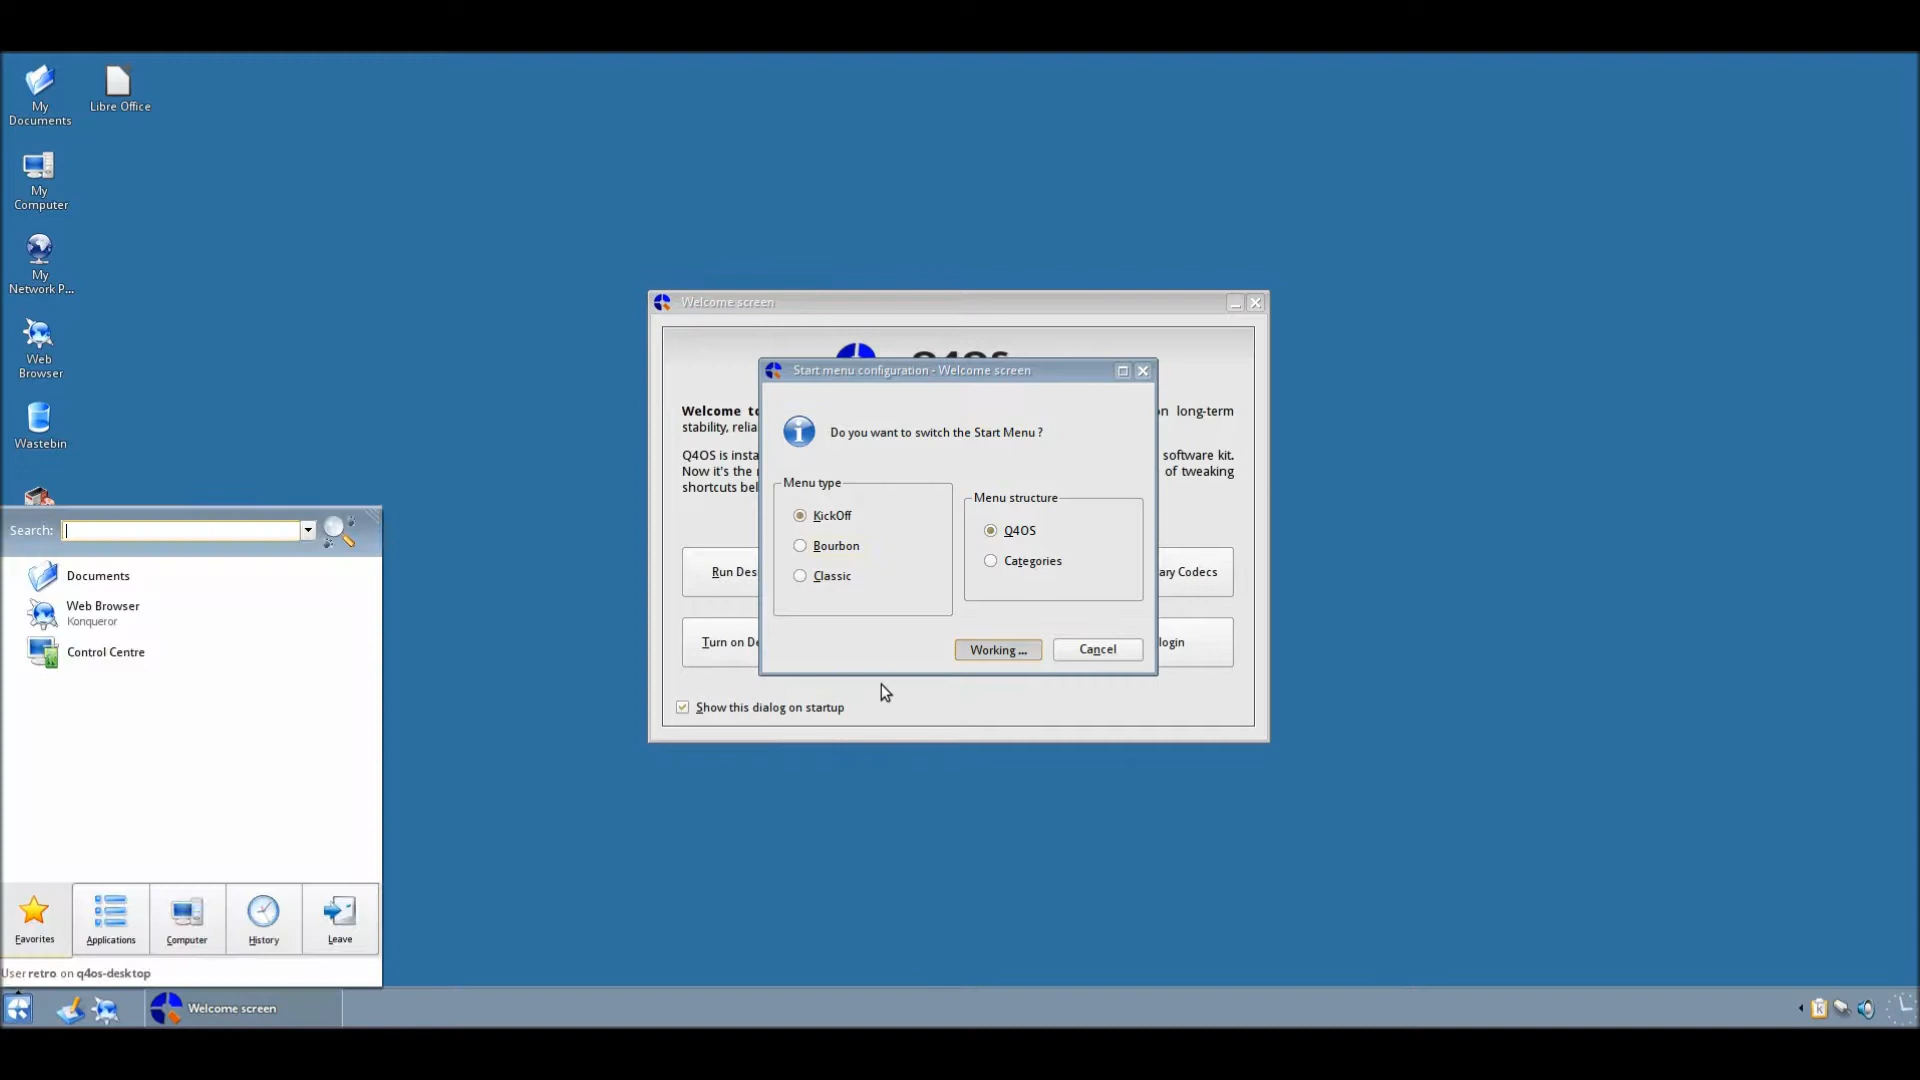 My
Documents
Libre Office
My
Computer
My
Network P...
Web
Browser
Wastebin
Search:
Documents
Web Browser
Konqueror
Control Centre
Favorites
Applications
Computer
History
Leave
User retro on q4os-desktop
Welcome screen
Welcome screen
Q4OS
Welcome to
on long-term
stability, relia
Q4OS is insta
software kit.
Now it's the
of tweaking
shortcuts bel
Run Des
ary Codecs
Turn on De
login
Show this dialog on startup
Start menu configuration - Welcome screen
Do you want to switch the Start Menu ?
Menu type
KickOff
Bourbon
Classic
Menu structure
Q4OS
Categories
Working ...
Cancel